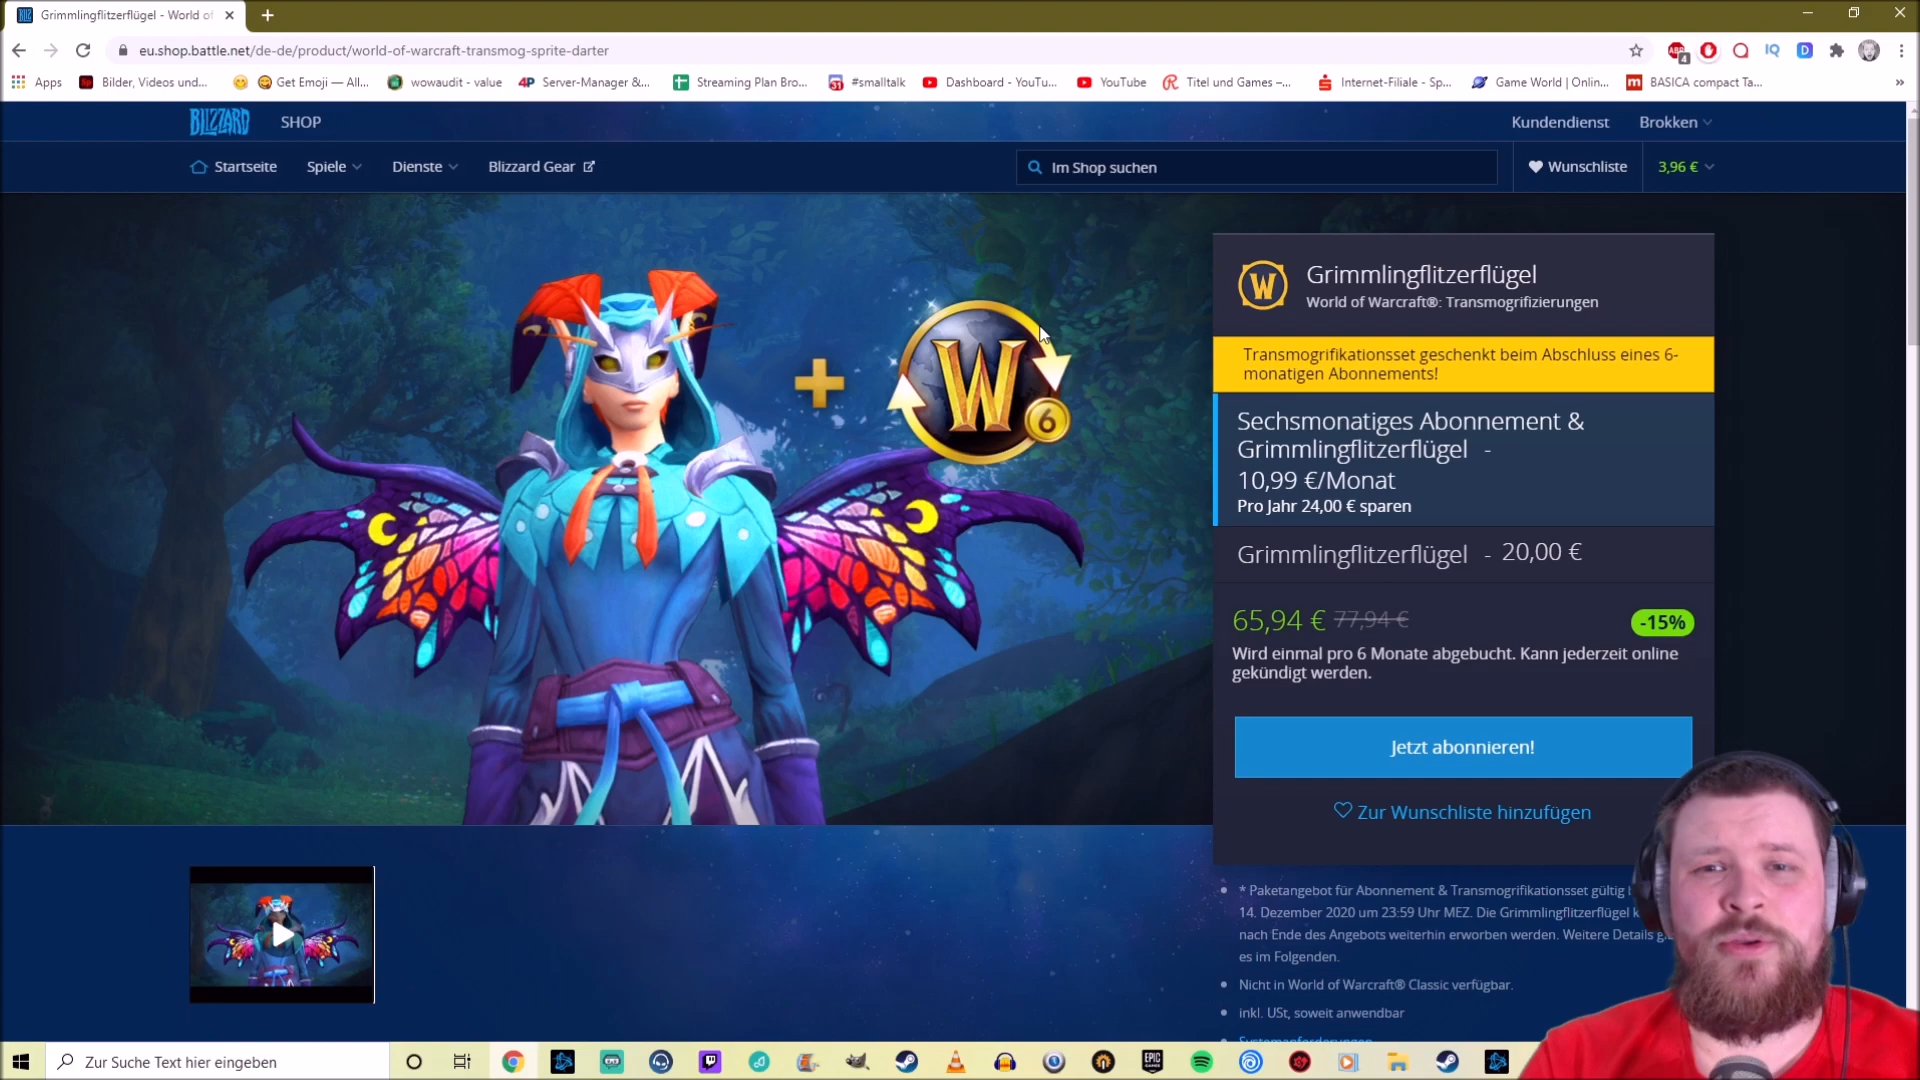 Grimmlingflitzerflügel - World of
eu.shop.battle.net/de-de/product/world-of-warcraft-transmog-sprite-darter
Apps
Bilder, Videos und...
Get Emoji — All...
wowaudit - value
4P Server-Manager &...
Streaming Plan Bro...
#smalltalk
Dashboard - YouTu...
YouTube
Titel und Games –...
Internet-Filiale - Sp...
Game World | Onlin...
BASICA compact Ta...
BLIZZARD SHOP
Kundendienst Brokken
Startseite Spiele Dienste Blizzard Gear
Im Shop suchen
Wunschliste 3,96 €
W 6
Grimmlingflitzerflügel
World of Warcraft®: Transmogrifizierungen
Transmogrifikationsset geschenkt beim Abschluss eines 6-
monatigen Abonnements!
Sechsmonatiges Abonnement &
Grimmlingflitzerflügel -
10,99 €/Monat
Pro Jahr 24,00 € sparen
Grimmlingflitzerflügel - 20,00 €
65,94 € 77,94 € -15%
Wird einmal pro 6 Monate abgebucht. Kann jederzeit online
gekündigt werden.
Jetzt abonnieren!
Zur Wunschliste hinzufügen
* Paketangebot für Abonnement & Transmogrifikationsset gültig
14. Dezember 2020 um 23:59 Uhr MEZ. Die Grimmlingflitzerflügel
nach Ende des Angebots weiterhin erworben werden. Weitere Details
es im Folgenden.
Nicht in World of Warcraft® Classic verfügbar.
inkl. USt, soweit anwendbar
Systemanforderungen
Zur Suche Text hier eingeben